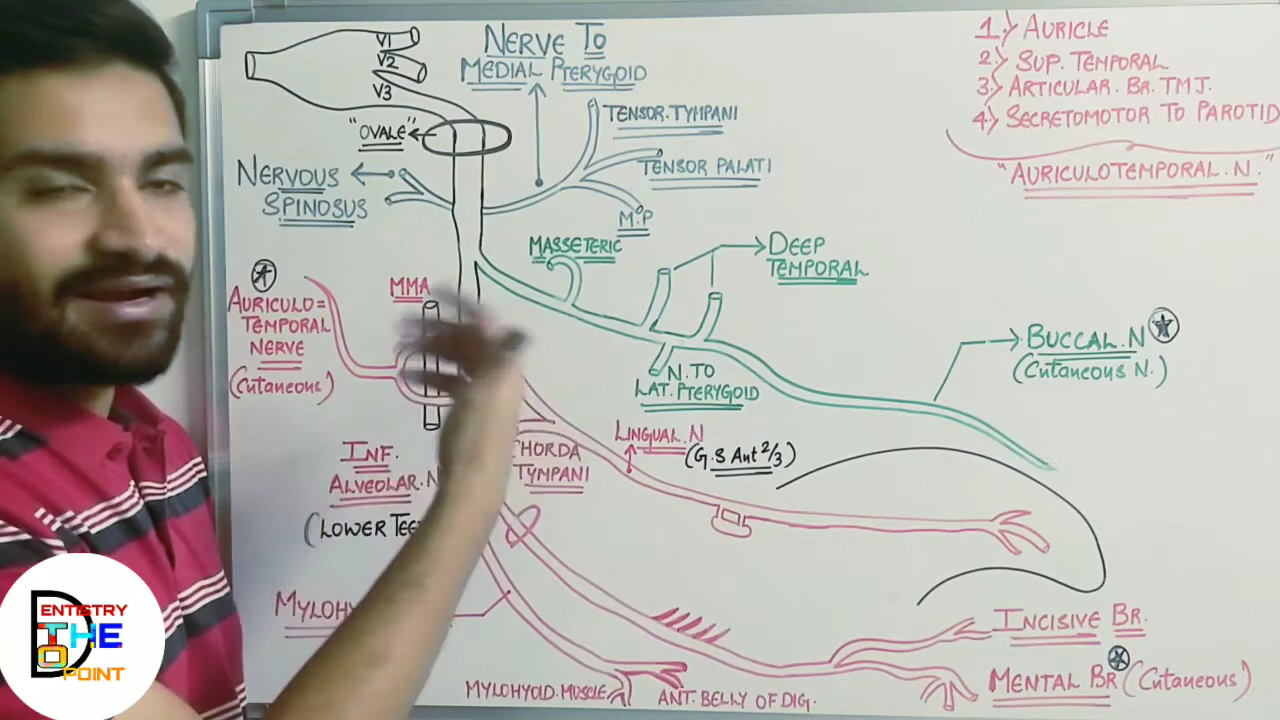 V1
V2
V3
"OVALE"
NERVE TO
MEDIAL PTERYGOID
TENSOR.TYMPANI
TENSOR PALATI
M.P
NERVOUS
SPINOSUS
1.} AURICLE
2.} SUP. TEMPORAL
3.} ARTICULAR. BR. TMJ.
4.} SECRETOMOTOR TO PAROTID
"AURICULOTEMPORAL.N."
MASSETERIC
DEEP
TEMPORAL
N.TO
LAT. PTERYGOID
BUCCAL.N
(Cutaneous N.)
AURICULO=
TEMPORAL
NERVE
(Cutaneous)
MMA
LINGUAL.N
(G.S Ant 2/3)
HORDA
TYMPANI
INF.
ALVEOLAR.N
(LOWER TEE
MYLOHY
MYLOHYOID.MUSCLE
ANT.BELLY OF DIG.
INCISIVE BR.
MENTAL BR (Cutaneous)
DENTISTRY
TO THE
POINT